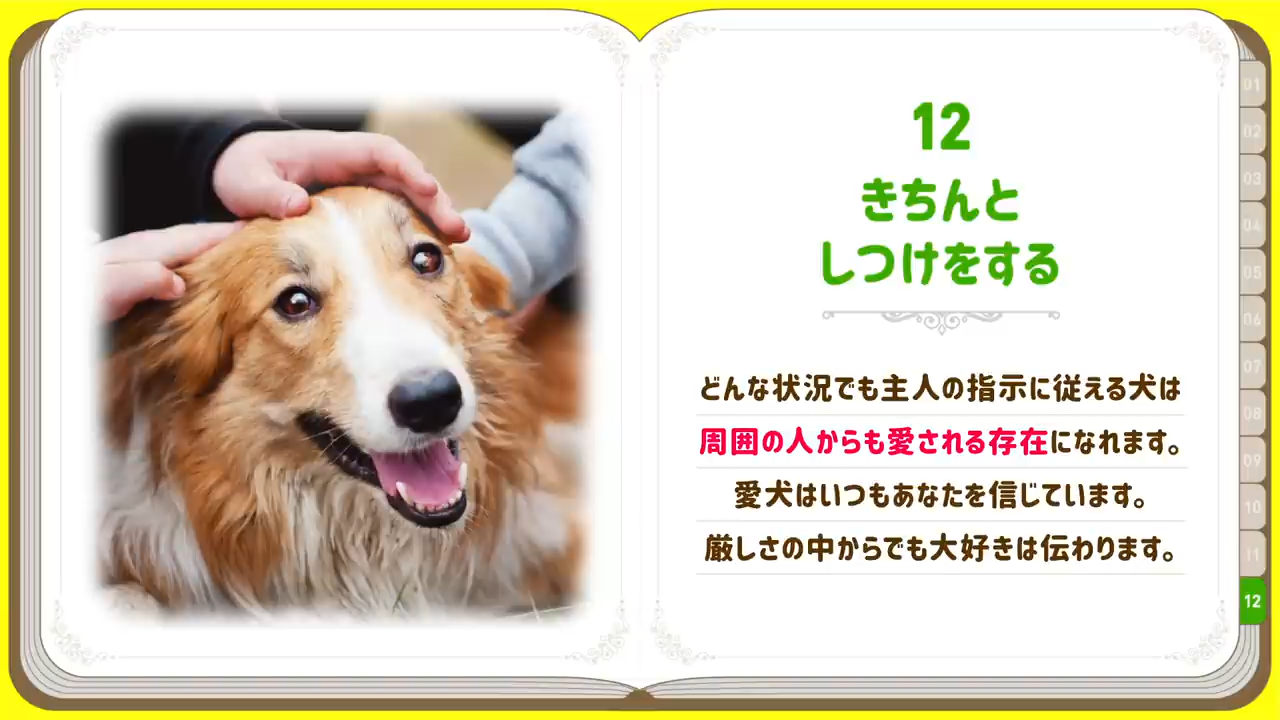 12
きちんと
しつけをする
どんな状況でも主人の指示に従える犬は
周囲の人からも愛される存在になれます。
愛犬はいつもあなたを信じています。
厳しさの中からでも大好きは伝わります。
01
02
03
04
05
06
07
08
09
10
11
12